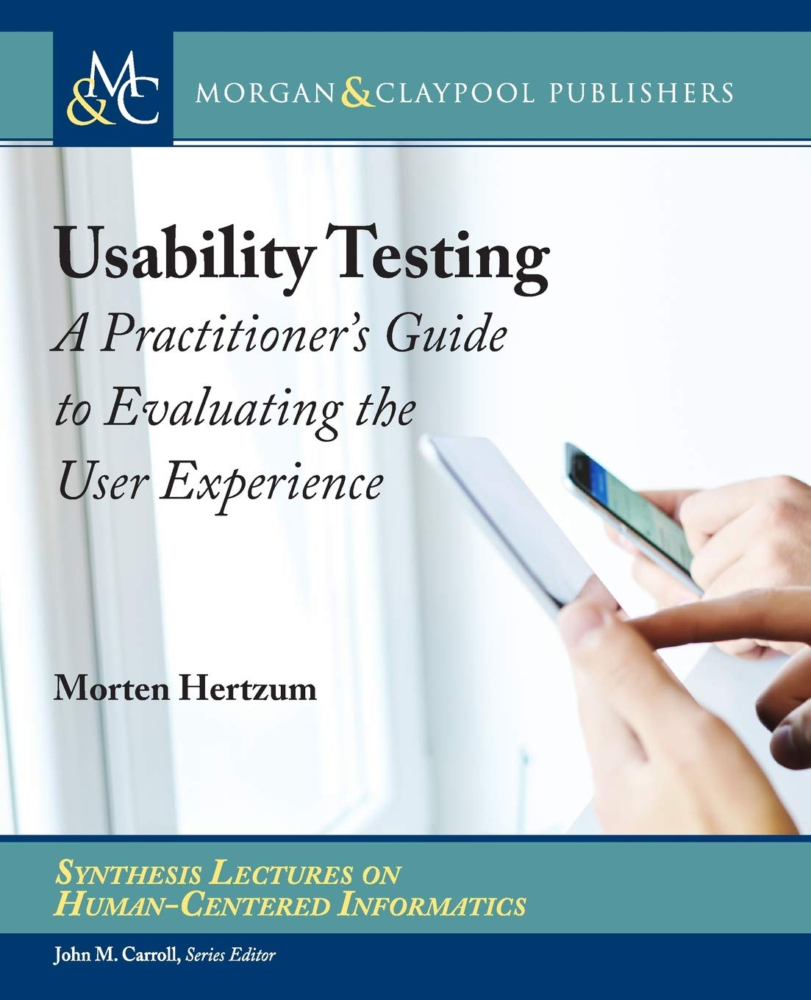 M&C
MORGAN & CLAYPOOL PUBLISHERS
Usability Testing
A Practitioner's Guide
to Evaluating the
User Experience
Morten Hertzum
SYNTHESIS LECTURES ON
HUMAN-CENTERED INFORMATICS
John M. Carroll, Series Editor